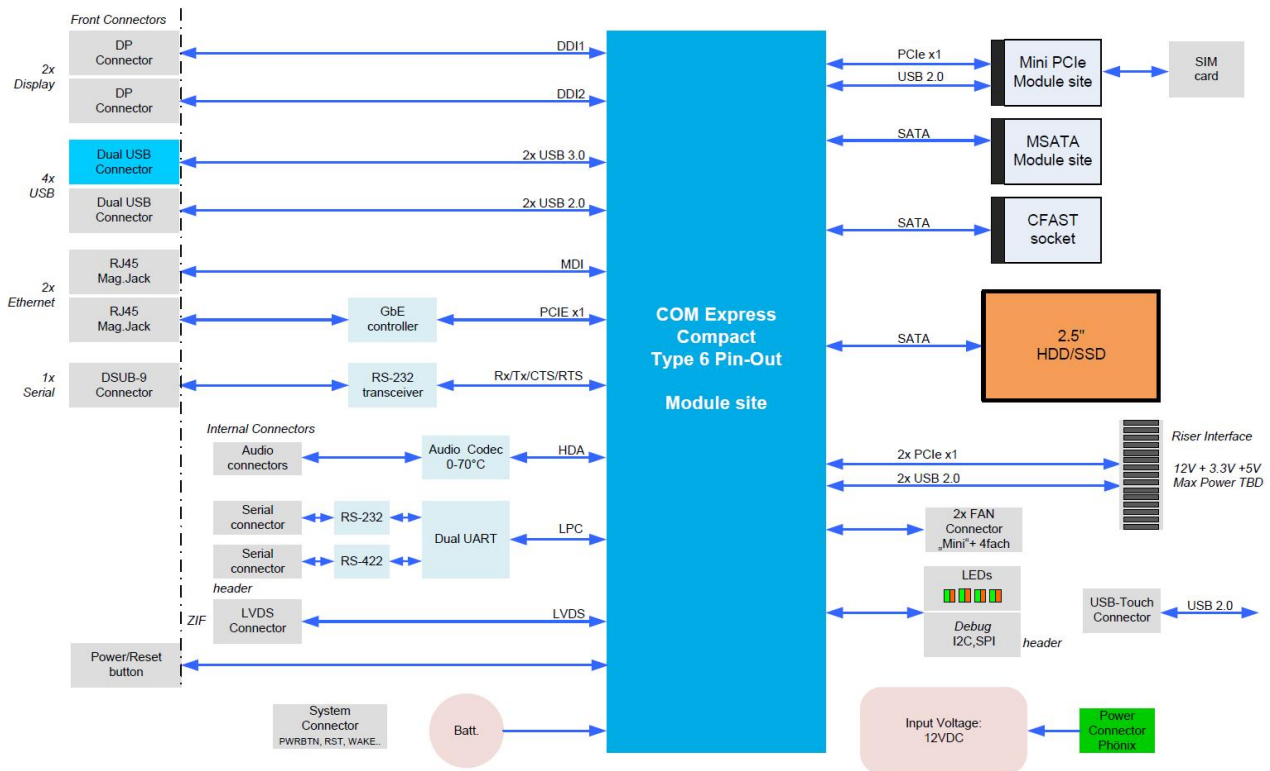 Front Connectors
DP
Connector
DDI1
2x
Display
DP
Connector
DDI2
Dual USB
Connector
2x USB 3.0
4x
USB
Dual USB
Connector
2x USB 2.0
RJ45
Mag.Jack
MDI
2x
Ethernet
RJ45
Mag.Jack
GbE
controller
PCIE x1
1x
Serial
DSUB-9
Connector
RS-232
transceiver
Rx/Tx/CTS/RTS
Internal Connectors
Audio
connectors
Audio Codec
0-70°C
HDA
Serial
connector
RS-232
Dual UART
LPC
Serial
connector
RS-422
header
ZIF
LVDS
Connector
LVDS
Power/Reset
button
System
Connector
PWRBTN, RST, WAKE..
Batt.
COM Express
Compact
Type 6 Pin-Out
Module site
PCIe x1
USB 2.0
Mini PCIe
Module site
SIM
card
SATA
MSATA
Module site
SATA
CFAST
socket
SATA
2.5"
HDD/SSD
2x PCIe x1
2x USB 2.0
Riser Interface
12V + 3.3V +5V
Max Power TBD
2x FAN
Connector
„Mini“+ 4fach
LEDs
Debug
I2C,SPI
header
USB-Touch
Connector
USB 2.0
Input Voltage:
12VDC
Power
Connector
Phönix